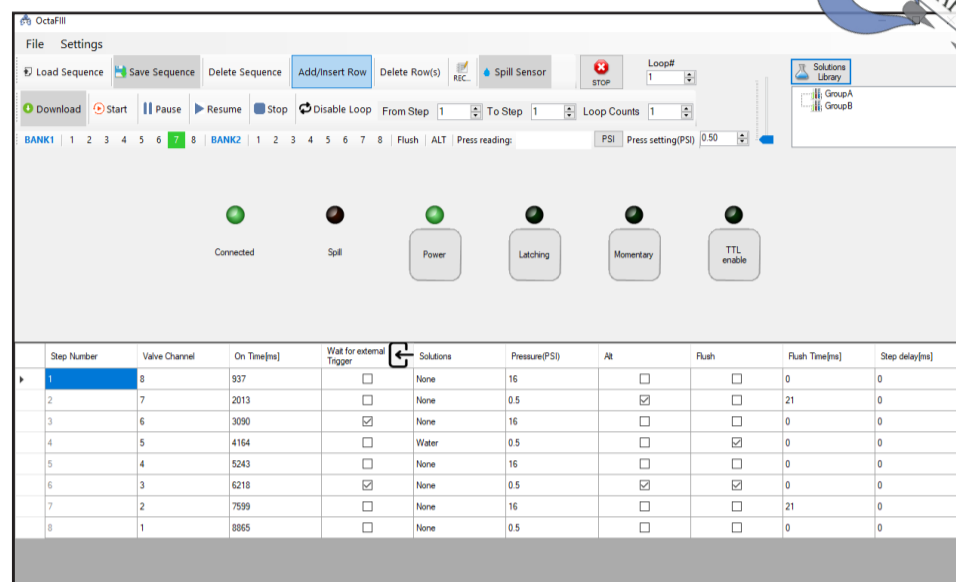 OctaFIll
File Settings
Load Sequence Save Sequence Delete Sequence Add/Insert Row Delete Row(s) REC.. Spill Sensor STOP Loop# 1 Solutions Library
GroupA
GroupB
Download Start Pause Resume Stop Disable Loop From Step 1 To Step 1 Loop Counts 1
BANK1 1 2 3 4 5 6 7 8 BANK2 1 2 3 4 5 6 7 8 Flush ALT Press reading: PSI Press setting(PSI) 0.50
Connected Spill Power Latching Momentary TTL enable
Step Number Valve Channel On Time[ms] Wait for external Trigger Solutions Pressure(PSI) Alt Flush Flush Time[ms] Step delay[ms]
1 8 937 None 16 0 0
2 7 2013 None 0.5 21 0
3 6 3090 None 16 0 0
4 5 4164 Water 0.5 0 0
5 4 5243 None 16 0 0
6 3 6218 None 0.5 0 0
7 2 7599 None 16 21 0
8 1 8865 None 0.5 0 0